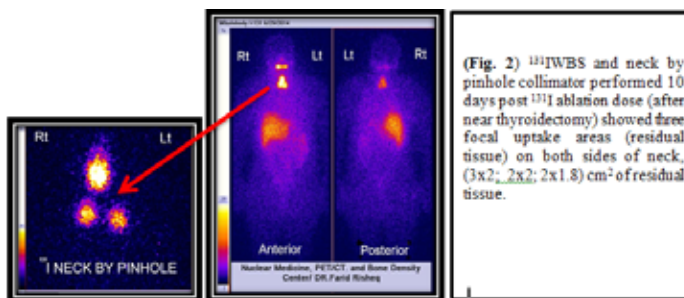 Rt
Lt
I NECK BY PINHOLE
Rt
Lt
Lt
Rt
Anterior
Posterior
Nuclear Medicine, PET/CT. and Bone Density
Center/ DR.Farid Risheq
(Fig. 2) ¹³¹IWBS and neck by
pinhole collimator performed 10
days post ¹³¹I ablation dose (after
near thyroidectomy) showed three
focal uptake areas (residual
tissue) on both sides of neck,
(3x2; 2x2; 2x1.8) cm² of residual
tissue.